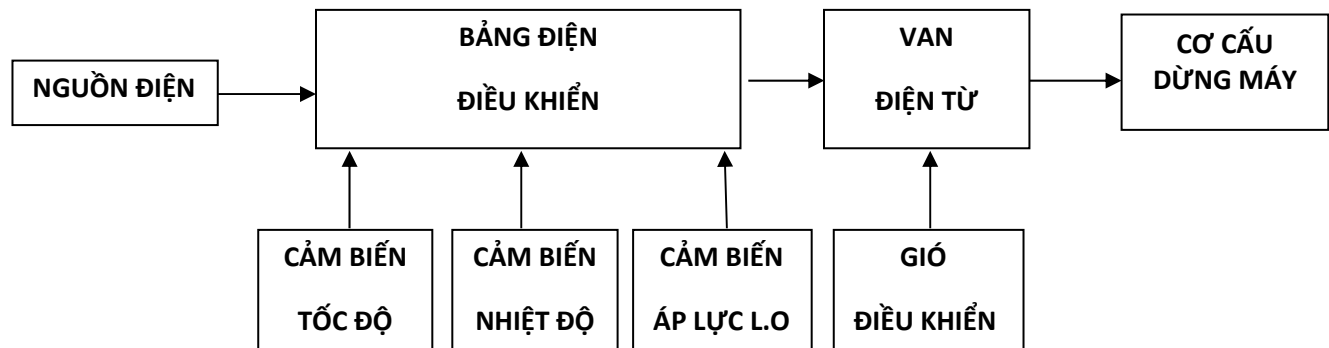 NGUỒN ĐIỆN
BẢNG ĐIỆN
ĐIỀU KHIỂN
VAN
ĐIỆN TỪ
CƠ CẤU
DỪNG MÁY
CẢM BIẾN
TỐC ĐỘ
CẢM BIẾN
NHIỆT ĐỘ
CẢM BIẾN
ÁP LỰC L.O
GIÓ
ĐIỀU KHIỂN